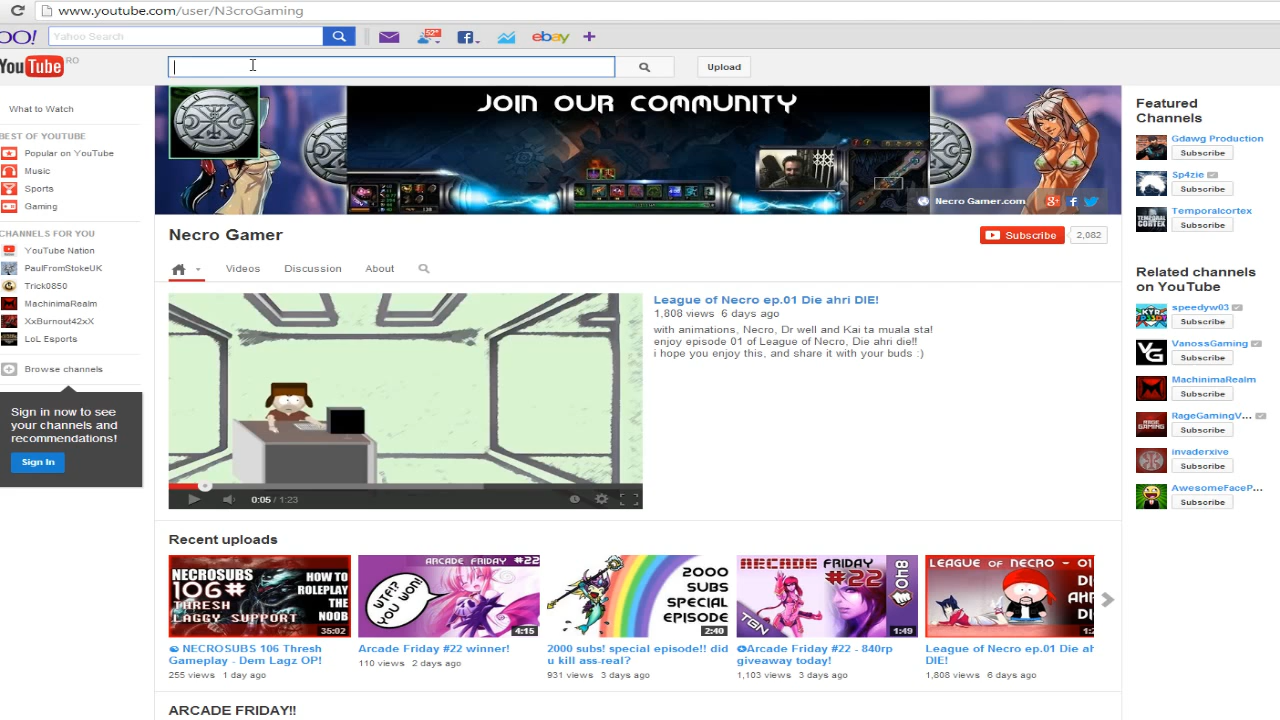 www.youtube.com/user/N3croGaming
OO!
Yahoo Search
52*
ebay
YouTube RO
Upload
What to Watch
BEST OF YOUTUBE
Popular on YouTube
Music
Sports
Gaming
CHANNELS FOR YOU
YouTube Nation
PaulFromStokeUK
Trick0850
MachinimaRealm
XxBurnout42xX
LoL Esports
Browse channels
Sign in now to see
your channels and
recommendations!
Sign In
JOIN OUR COMMUNITY
Necro Gamer.com
Necro Gamer
Subscribe
2,082
Videos
Discussion
About
0:05 / 1:23
League of Necro ep.01 Die ahri DIE!
1,808 views 6 days ago
with animations, Necro, Dr well and Kai ta muala sta!
enjoy episode 01 of League of Necro, Die ahri die!!
i hope you enjoy this, and share it with your buds :)
Recent uploads
NECROSUBS
106#
THRESH
LAGGY SUPPORT
HOW TO
ROLEPLAY
THE
NOOB
35:02
NECROSUBS 106 Thresh
Gameplay - Dem Lagz OP!
255 views 1 day ago
ARCADE FRIDAY #22
WTF!?
YOU WON!
4:15
Arcade Friday #22 winner!
110 views 2 days ago
2000
SUBS
SPECIAL
EPISODE
2:40
2000 subs! special episode!! did
u kill ass-real?
931 views 3 days ago
ARCADE FRIDAY
#22
TGN
1:49
Arcade Friday #22 - 840rp
giveaway today!
1,103 views 3 days ago
LEAGUE OF NECRO - 01
League of Necro ep.01 Die ah
DIE!
1,808 views 6 days ago
ARCADE FRIDAY!!
Featured
Channels
Gdawg Production
Subscribe
Sp4zie
Subscribe
Temporalcortex
Subscribe
Related channels
on YouTube
speedyw03
Subscribe
VanossGaming
Subscribe
MachinimaRealm
Subscribe
RageGamingV...
Subscribe
invaderxive
Subscribe
AwesomeFaceP...
Subscribe